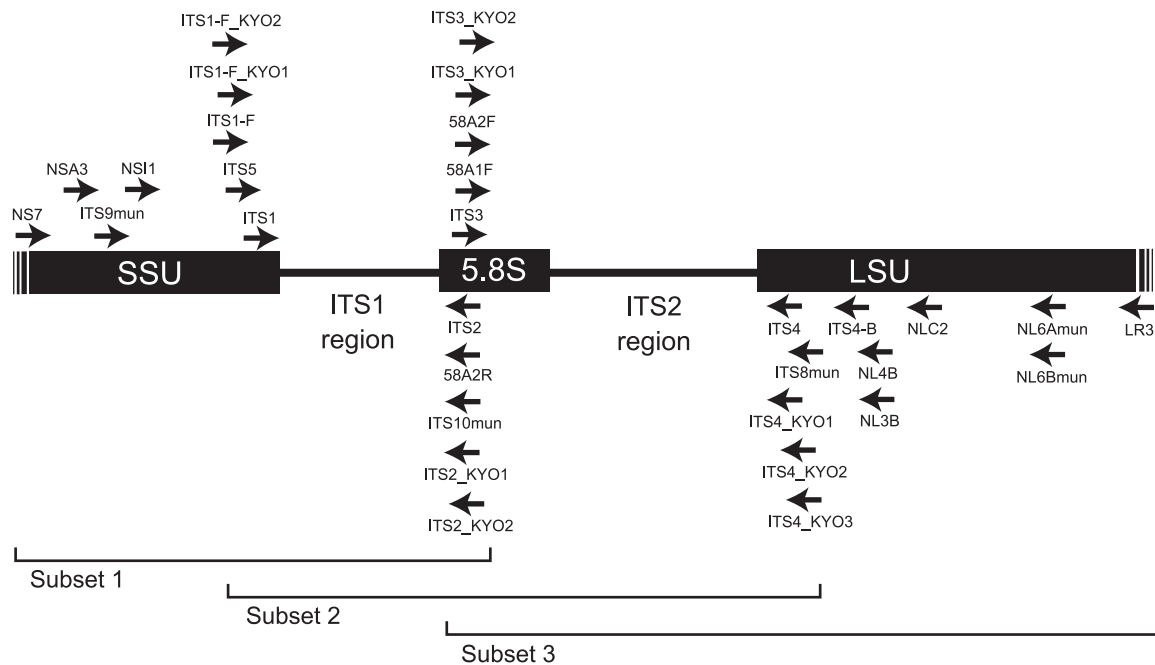 ITS1-F_KYO2
ITS3_KYO2
ITS1-F_KYO1
ITS3_KYO1
ITS1-F
58A2F
NSA3
NSI1
ITS5
58A1F
NS7
ITS9mun
ITS1
ITS3
SSU
5.8S
LSU
ITS1
region
ITS2
region
ITS2
ITS4
ITS4-B
NLC2
NL6Amun
LR3
58A2R
ITS8mun
NL4B
NL6Bmun
ITS10mun
ITS4_KYO1
NL3B
ITS2_KYO1
ITS4_KYO2
ITS2_KYO2
ITS4_KYO3
Subset 1
Subset 2
Subset 3